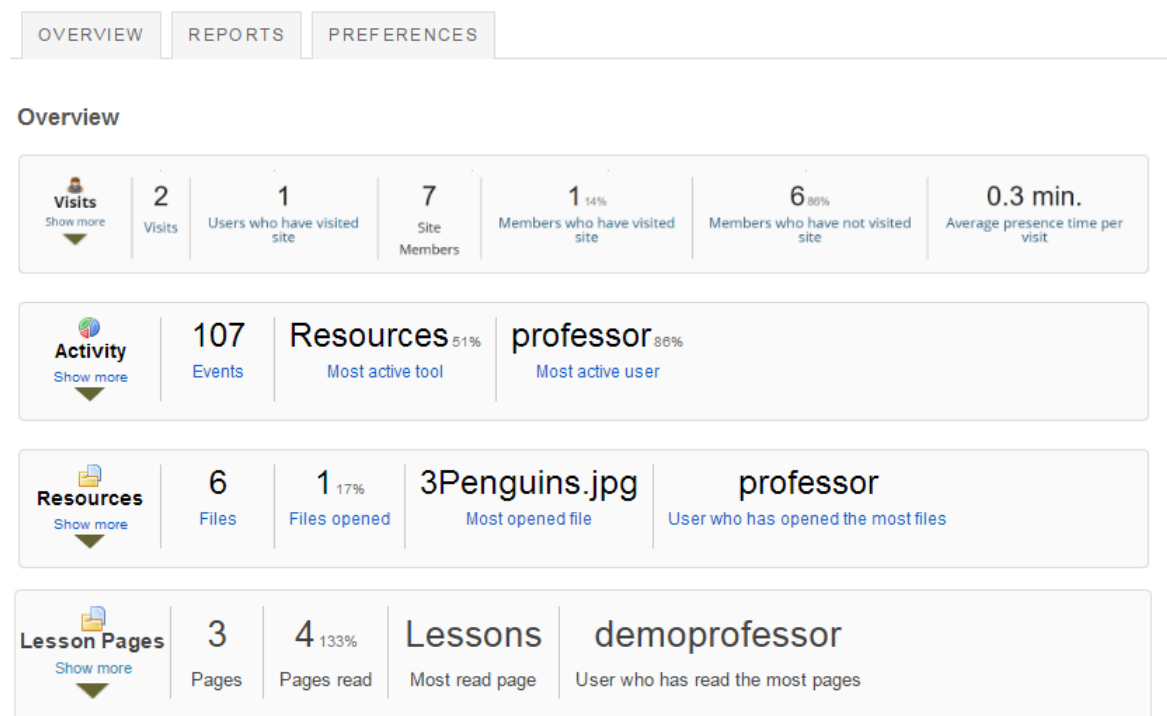 OVERVIEW REPORTS PREFERENCES
Overview
Visits
Show more
2
Visits
1
Users who have visited
site
7
Site
Members
1 14%
Members who have visited
site
6 86%
Members who have not visited
site
0.3 min.
Average presence time per
visit
Activity
Show more
107
Events
Resources 51%
Most active tool
professor 86%
Most active user
Resources
Show more
6
Files
1 17%
Files opened
3Penguins.jpg
Most opened file
professor
User who has opened the most files
Lesson Pages
Show more
3
Pages
4 133%
Pages read
Lessons
Most read page
demoprofessor
User who has read the most pages